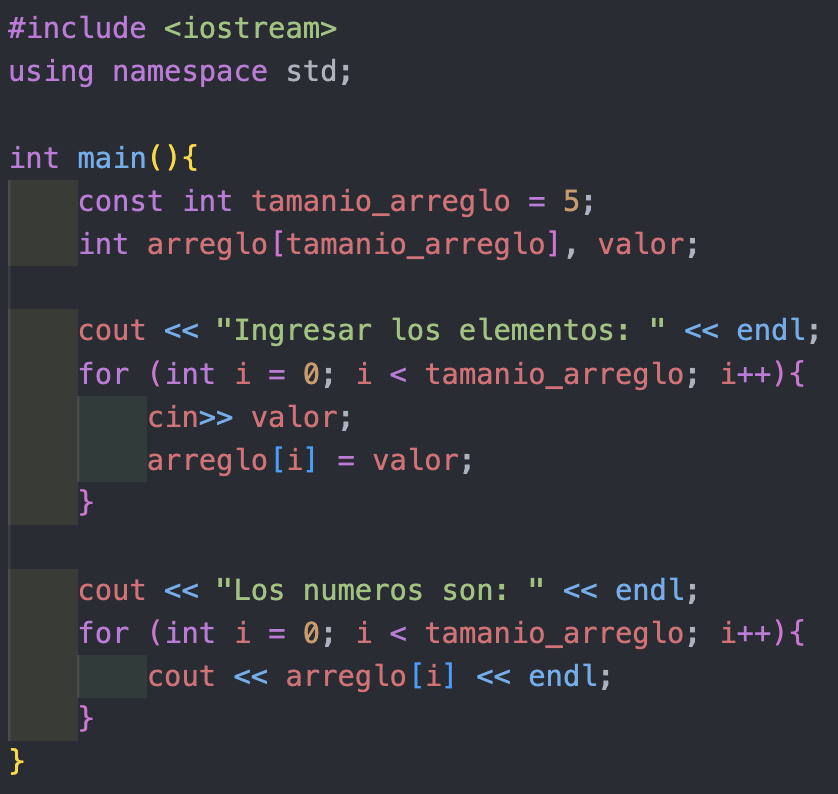 #include <iostream>
using namespace std;
int main(){
const int tamanio_arreglo = 5;
int arreglo[tamanio_arreglo], valor;
cout << "Ingresar los elementos: " << endl;
for (int i = 0; i < tamanio_arreglo; i++){
cin>> valor;
arreglo[i] = valor;
}
cout << "Los numeros son: " << endl;
for (int i = 0; i < tamanio_arreglo; i++){
cout << arreglo[i] << endl;
}
}